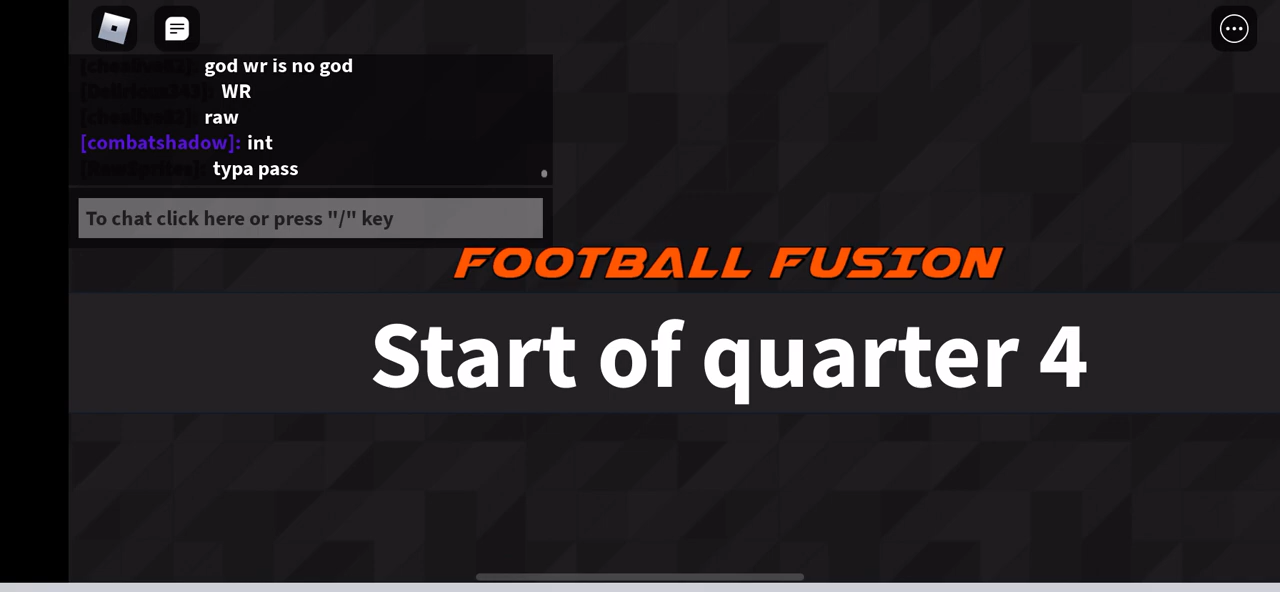 god wr is no god
WR
raw
[combatshadow]: int
typa pass
To chat click here or press "/" key
FOOTBALL FUSION
Start of quarter 4